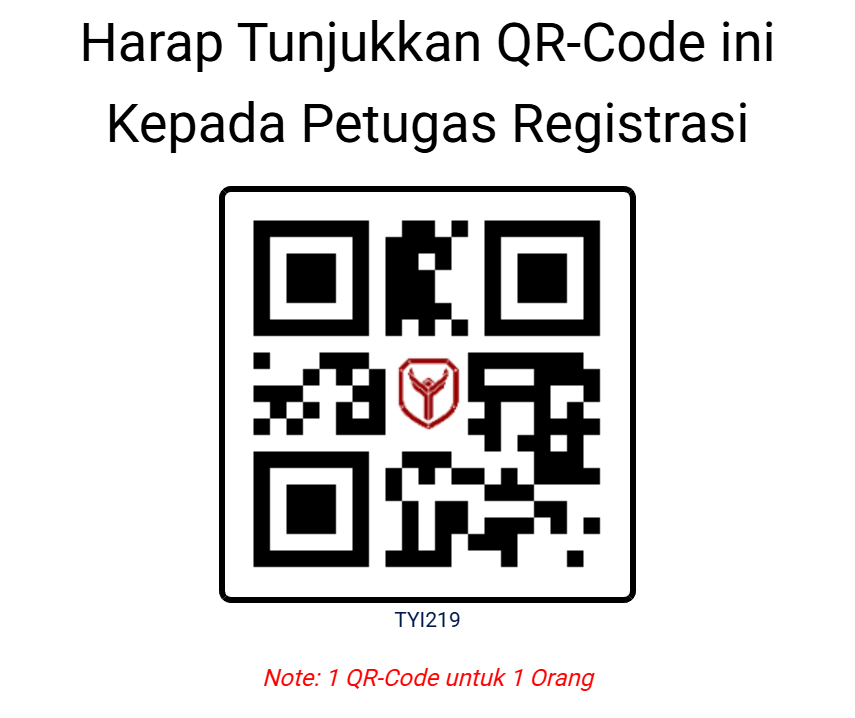 Harap Tunjukkan QR-Code ini
Kepada Petugas Registrasi
TYI219
Note: 1 QR-Code untuk 1 Orang